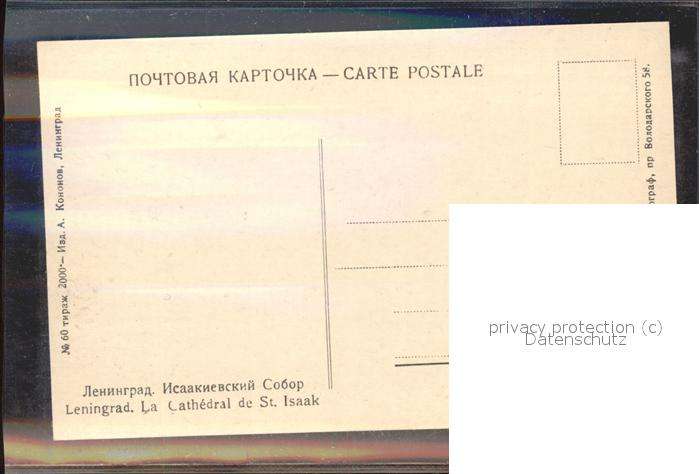 ПОЧТОВАЯ КАРТОЧКА — CARTE POSTALE
№ 60 тираж 2000 — Изд. А. Кононов, Ленинград
пр Володарского 58.
privacy protection (c)
Datenschutz
Ленинград. Исаакиевский Собор
Leningrad. La Cathédral de St. Isaak